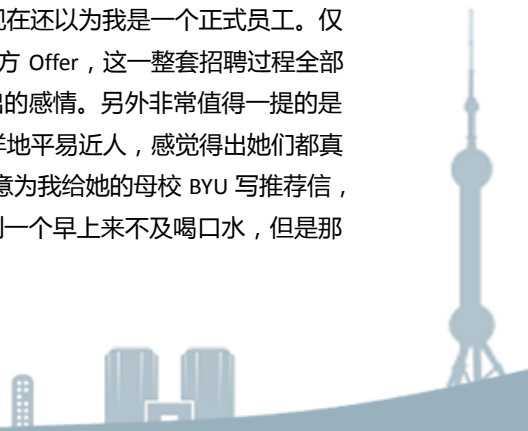 现在还以为我是一个正式员工。仅
方 Offer，这一整套招聘过程全部
的感情。另外非常值得一提的是
地平易近人，感觉得出她们都真
意为我给她的母校 BYU 写推荐信，
一个早上来不及喝口水，但是那